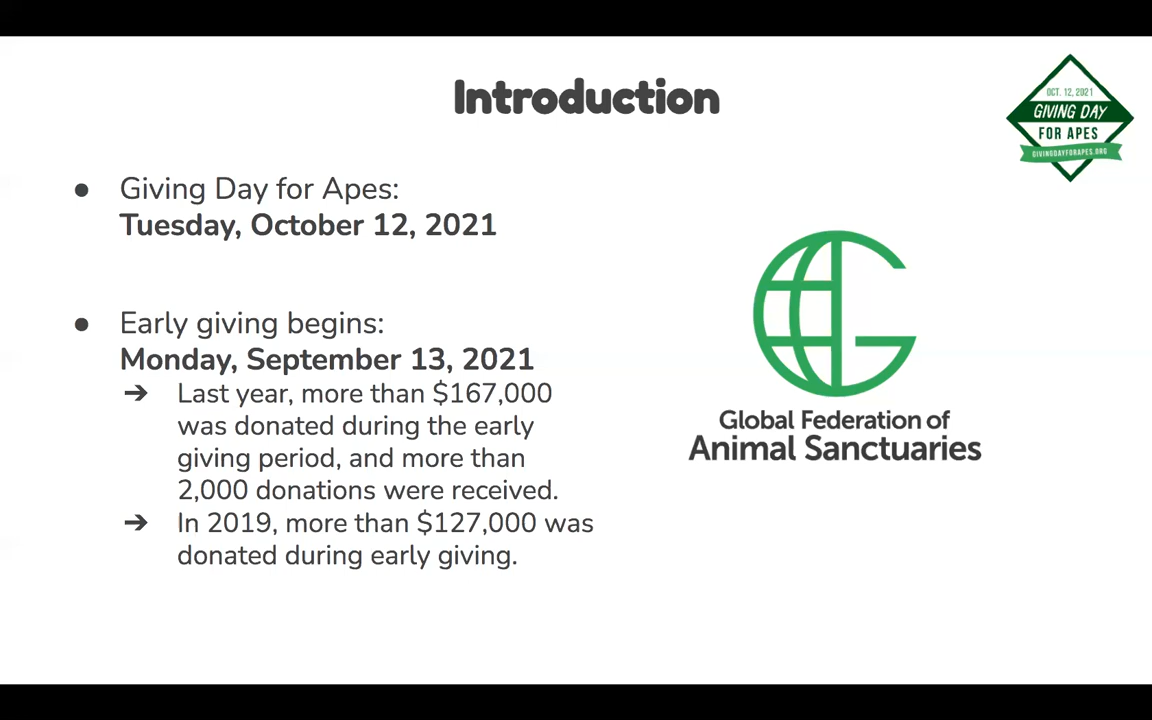 Introduction
OCT. 12, 2021
GIVING DAY
FOR APES
GIVINGDAYFORAPES.ORG
● Giving Day for Apes:
Tuesday, October 12, 2021
● Early giving begins:
Monday, September 13, 2021
➔ Last year, more than $167,000
was donated during the early
giving period, and more than
2,000 donations were received.
➔ In 2019, more than $127,000 was
donated during early giving.
Global Federation of
Animal Sanctuaries